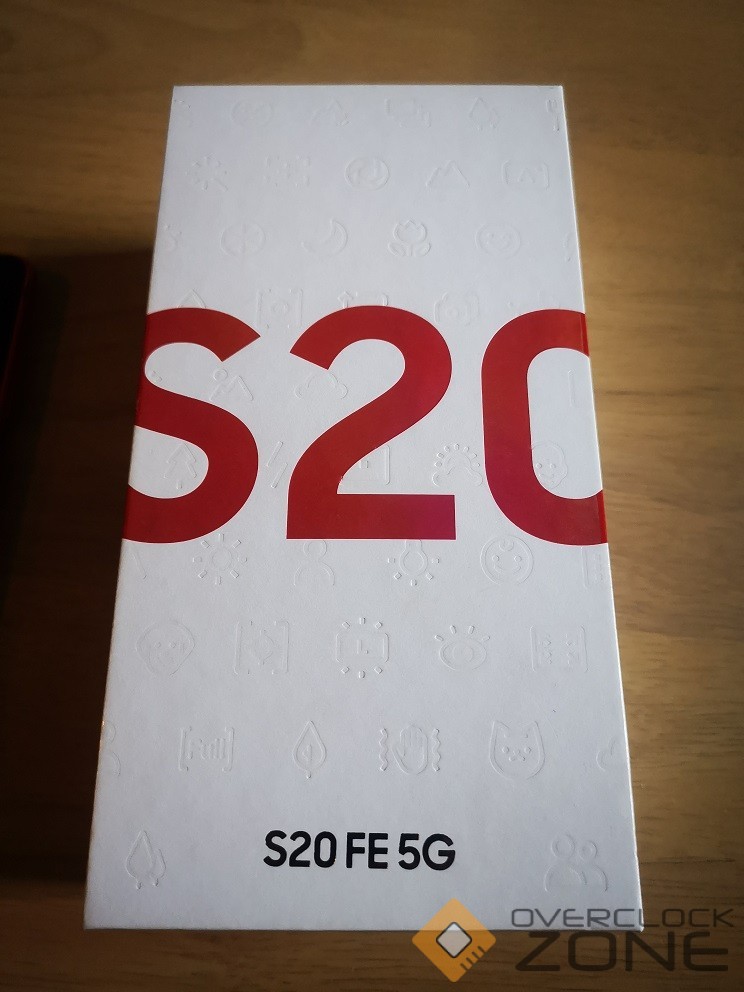 S20
S20 FE 5G
OVERCLOCK
ZONE